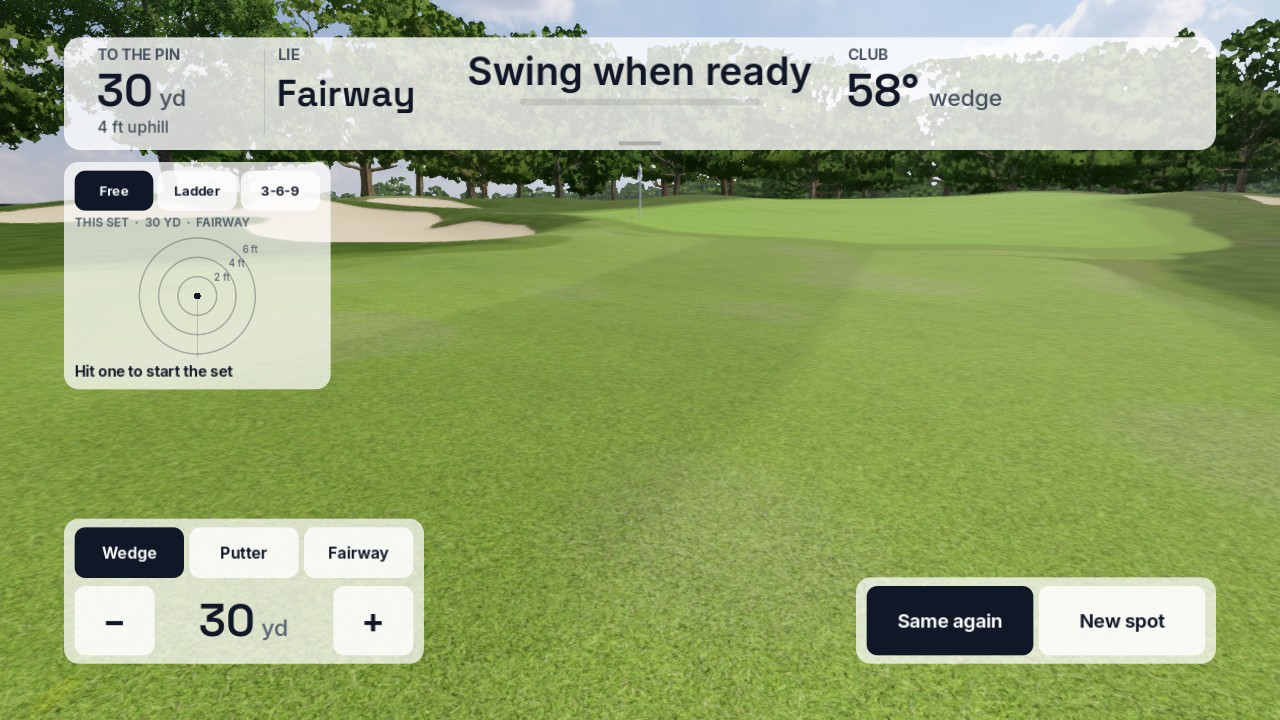 TO THE PIN
30 yd
4 ft uphill
LIE
Fairway
Swing when ready
CLUB
58° wedge
Free
Ladder
3-6-9
THIS SET · 30 YD · FAIRWAY
6 ft
4 ft
2 ft
Hit one to start the set
Wedge
Putter
Fairway
− 30 yd +
Same again
New spot